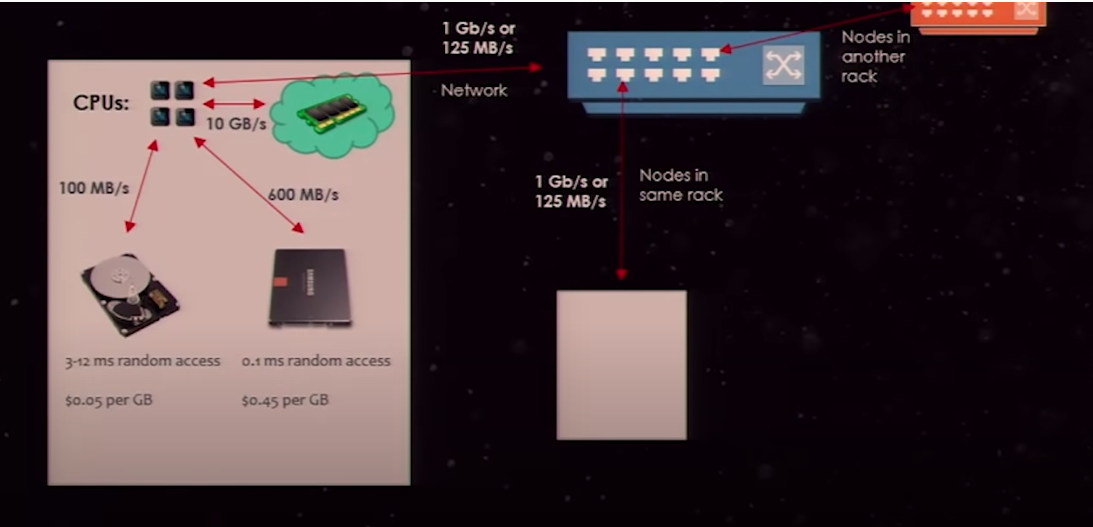 1 Gb/s or
125 MB/s
Network
Nodes in
another
rack
CPUs:
10 GB/s
100 MB/s
600 MB/s
1 Gb/s or
125 MB/s
Nodes in
same rack
SAMSUNG
3-12 ms random access
0.1 ms random access
$0.05 per GB
$0.45 per GB